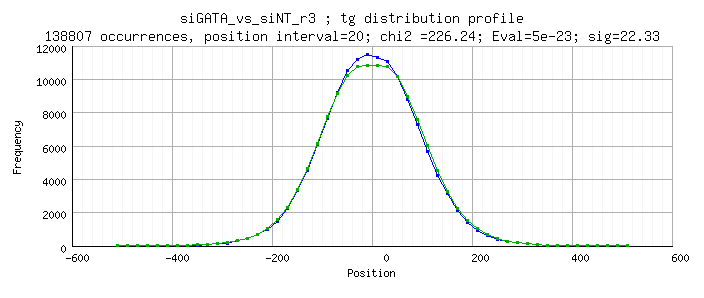 siGATA_vs_siNT_r3 ; tg distribution profile
138807 occurrences, position interval=20; chi2 =226.24; Eval=5e-23; sig=22.33
12000
10000
8000
6000
4000
2000
0
Frequency
-600 -400 -200 0 200 400 600
Position